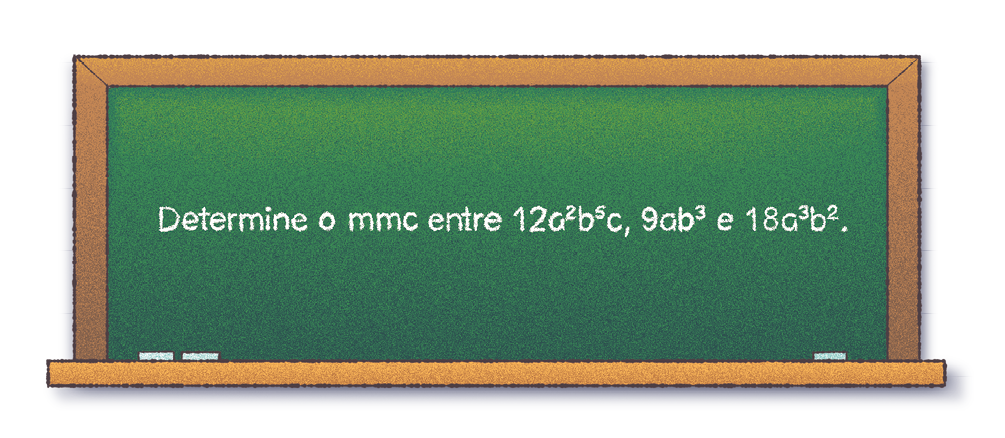 Determine o mmc entre 12a²b⁵c, 9ab³ e 18a³b².